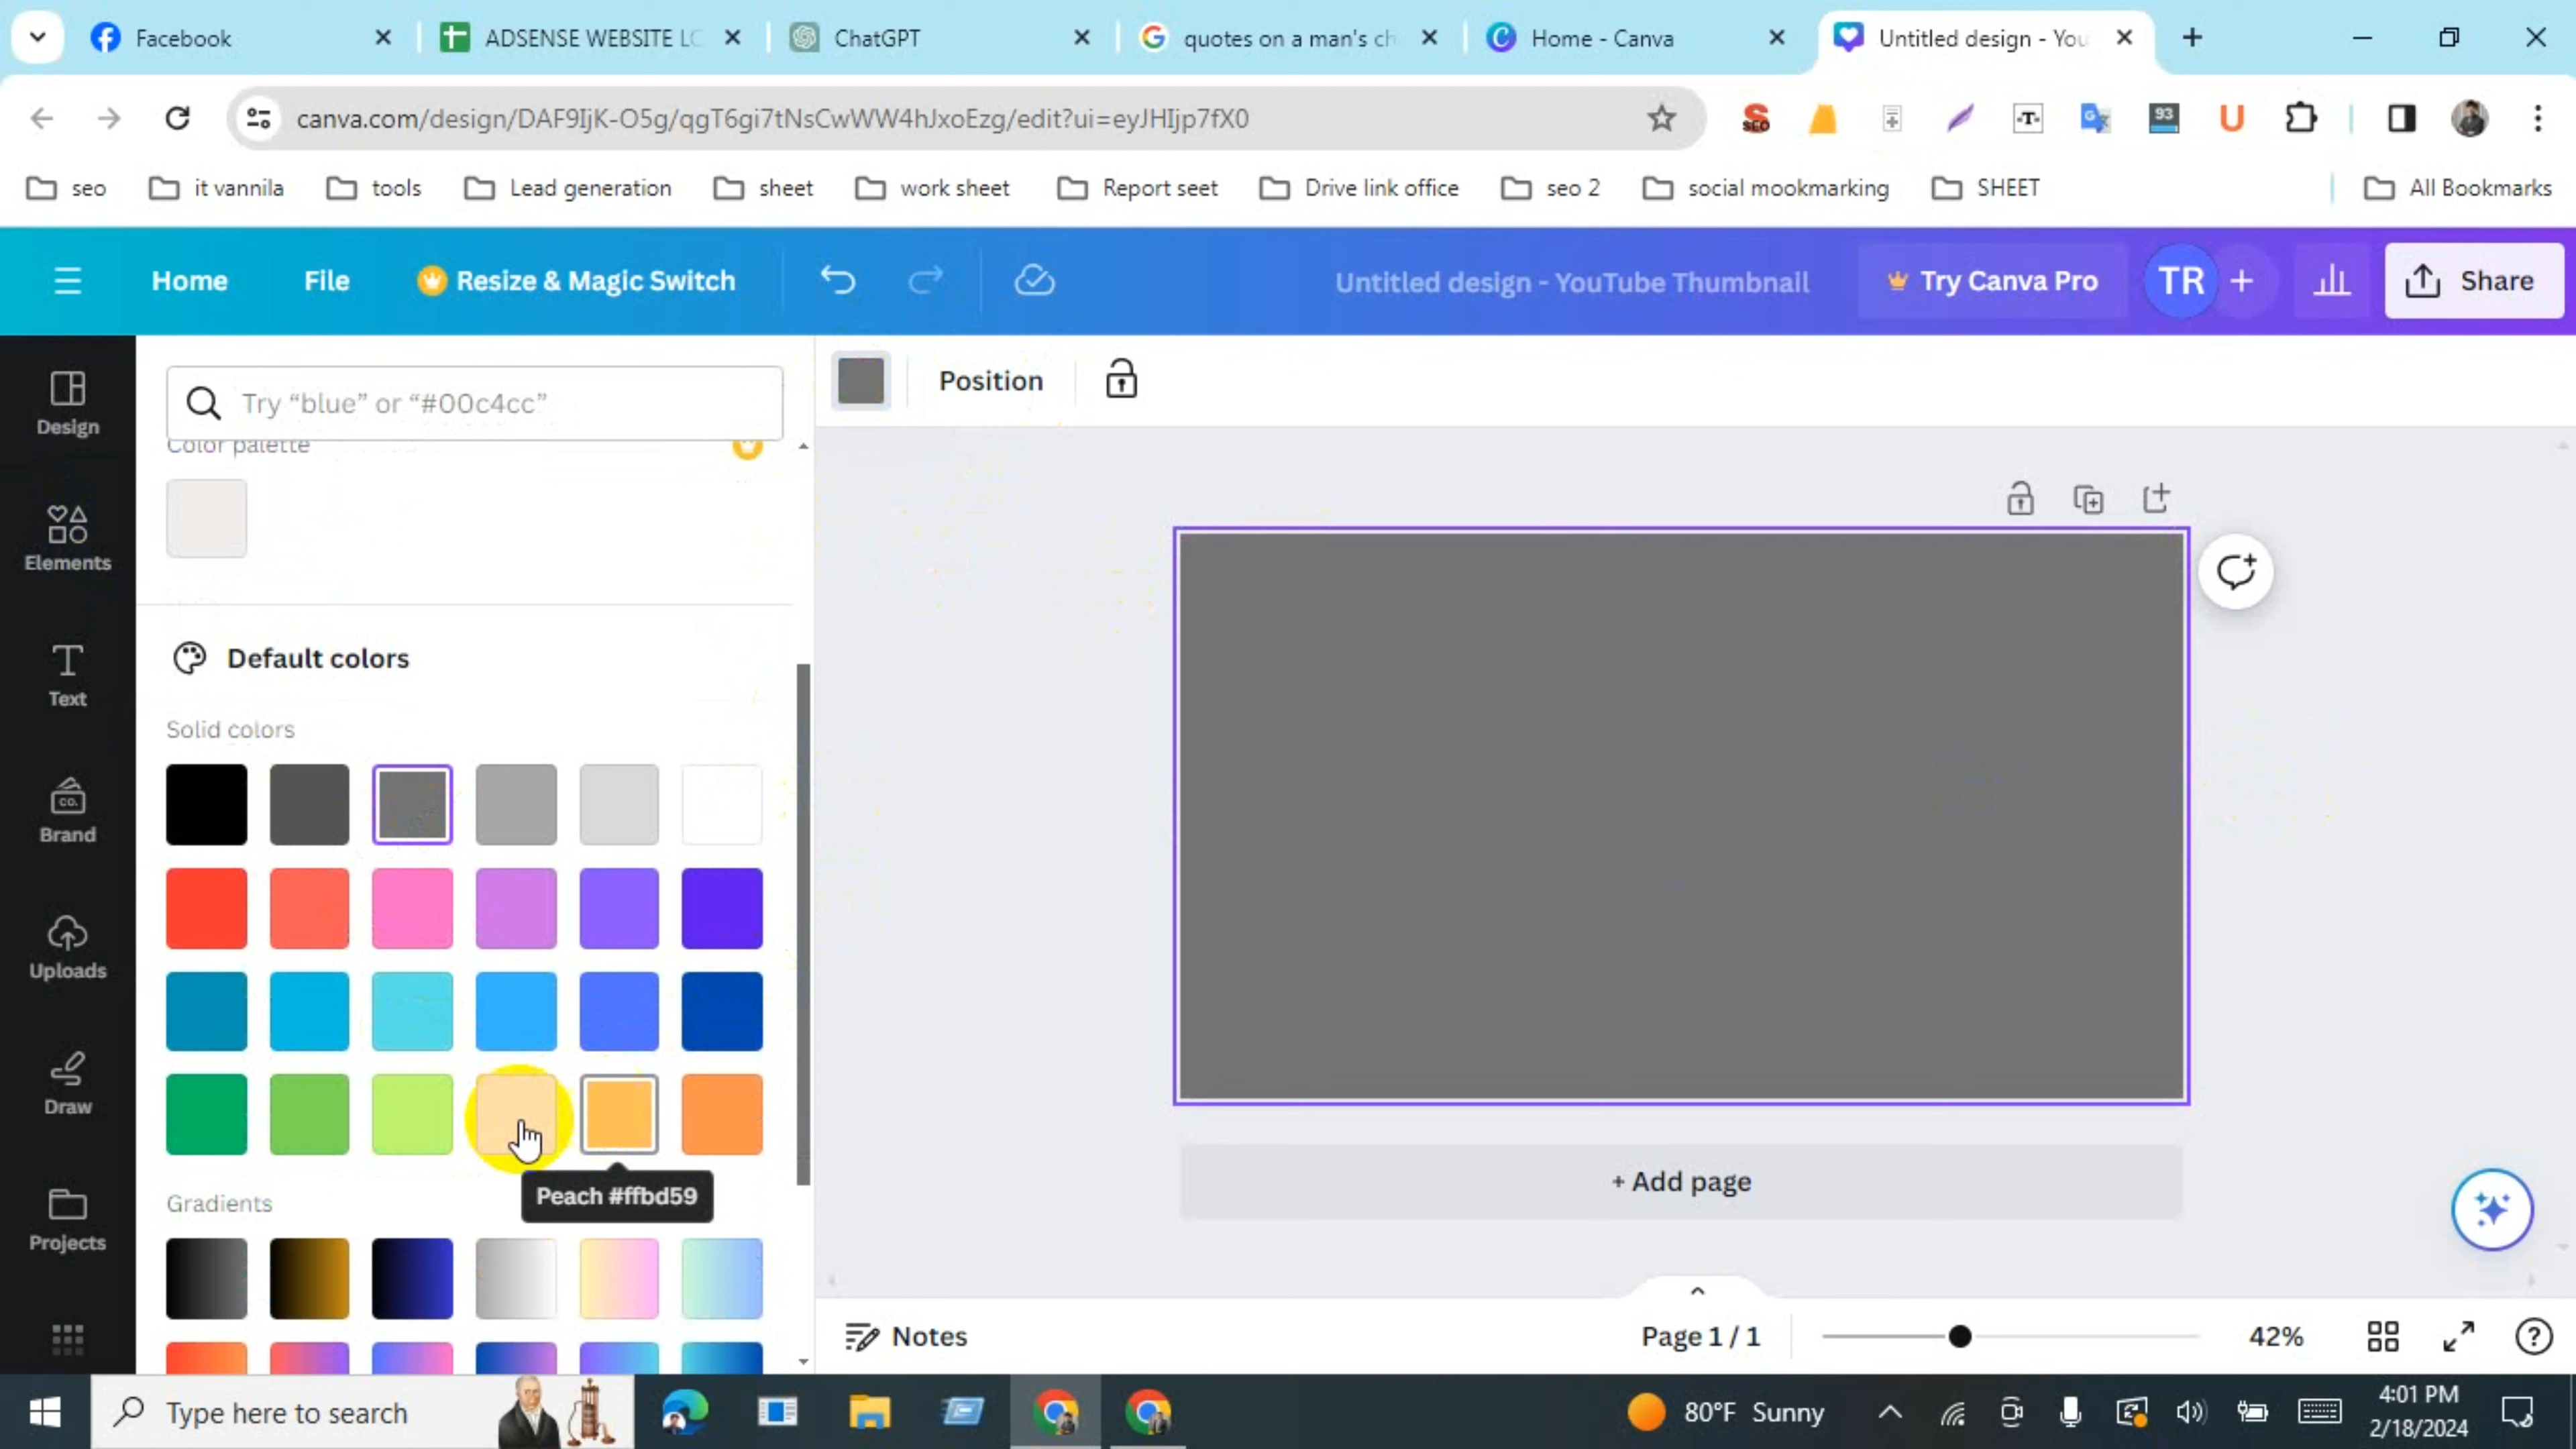 Facebook
ADSENSE WEBSITE LC
ChatGPT
quotes on a man's ch
Home - Canva
Untitled design - You
canva.com/design/DAF9IjK-O5g/qgT6gi7tNsCwWW4hJxoEzg/edit?ui=eyJHIjp7fX0
SEO
T
93
U
seo
it vannila
tools
Lead generation
sheet
work sheet
Report seet
Drive link office
seo 2
social mookmarking
SHEET
All Bookmarks
Home
File
Resize & Magic Switch
Untitled design - YouTube Thumbnail
Try Canva Pro
TR
Share
Design
Elements
Text
Brand
CO.
Uploads
Draw
Projects
Try “blue” or “#00c4cc”
Color palette
Default colors
Solid colors
Peach #ffbd59
Gradients
Position
+ Add page
Notes
Page 1 / 1
42%
Type here to search
80°F Sunny
4:01 PM
2/18/2024